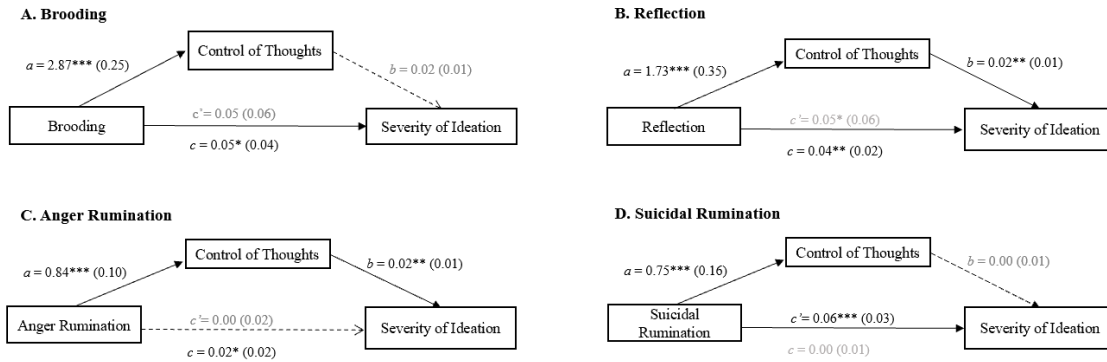 A. Brooding
Control of Thoughts
a = 2.87*** (0.25)
b = 0.02 (0.01)
Brooding
c'= 0.05 (0.06)
c = 0.05* (0.04)
Severity of Ideation
B. Reflection
Control of Thoughts
a = 1.73*** (0.35)
b = 0.02** (0.01)
Reflection
c'= 0.05* (0.06)
c = 0.04** (0.02)
Severity of Ideation
C. Anger Rumination
Control of Thoughts
a = 0.84*** (0.10)
b = 0.02** (0.01)
Anger Rumination
c'= 0.00 (0.02)
c = 0.02* (0.02)
Severity of Ideation
D. Suicidal Rumination
Control of Thoughts
a = 0.75*** (0.16)
b = 0.00 (0.01)
Suicidal
Rumination
c'= 0.06*** (0.03)
c = 0.00 (0.01)
Severity of Ideation